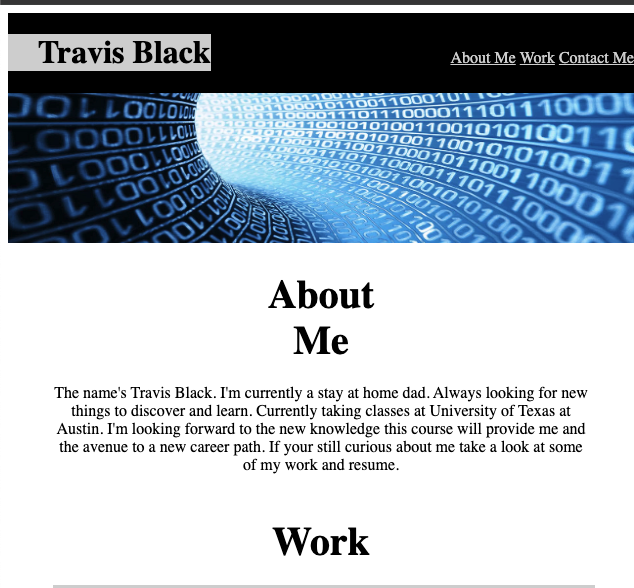 Travis Black
About Me Work Contact Me
About
Me
The name's Travis Black. I'm currently a stay at home dad. Always looking for new
things to discover and learn. Currently taking classes at University of Texas at
Austin. I'm looking forward to the new knowledge this course will provide me and
the avenue to a new career path. If your still curious about me take a look at some
of my work and resume.
Work